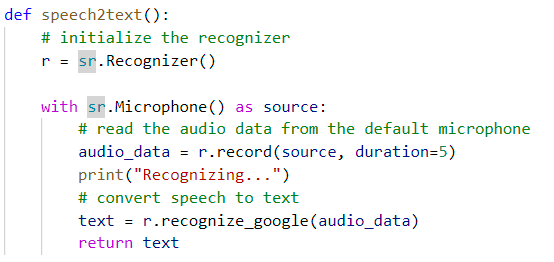 def speech2text():
    # initialize the recognizer
    r = sr.Recognizer()

    with sr.Microphone() as source:
        # read the audio data from the default microphone
        audio_data = r.record(source, duration=5)
        print("Recognizing...")
        # convert speech to text
        text = r.recognize_google(audio_data)
        return text